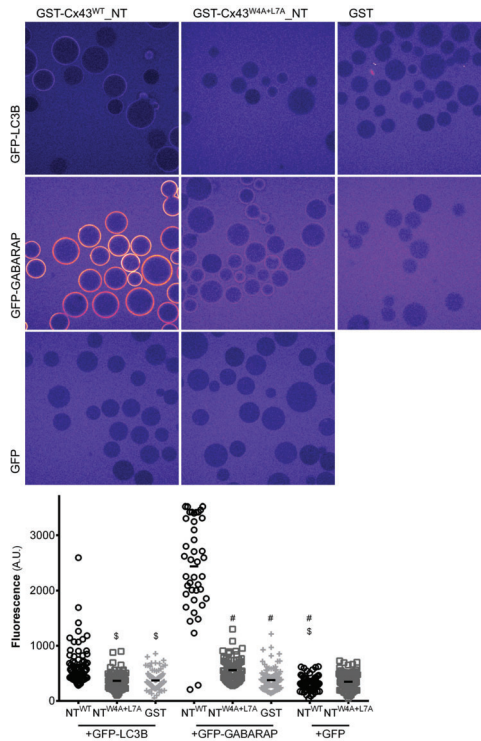 GST-Cx43WT_NT GST-Cx43W4A+L7A_NT GST
GFP-LC3B
GFP-GABARAP
GFP
Fluorescence (A.U.)
3000
2000
1000
0
$ $ # # # $
NTWT NTW4A+L7A GST NTWT NTW4A+L7A GST NTWT NTW4A+L7A
+GFP-LC3B +GFP-GABARAP +GFP